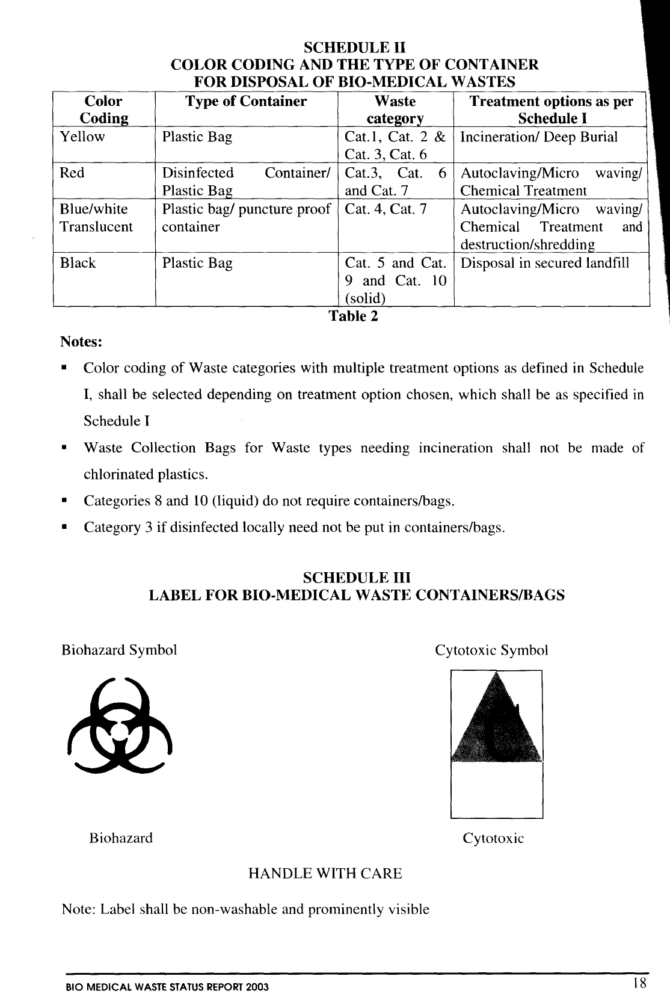 SCHEDULE II
COLOR CODING AND THE TYPE OF CONTAINER
FOR DISPOSAL OF BIO-MEDICAL WASTES
Color Coding | Type of Container | Waste category | Treatment options as per Schedule I
Yellow | Plastic Bag | Cat.1, Cat. 2 & Cat. 3, Cat. 6 | Incineration/ Deep Burial
Red | Disinfected Container/ Plastic Bag | Cat.3, Cat. 6 and Cat. 7 | Autoclaving/Micro waving/ Chemical Treatment
Blue/white Translucent | Plastic bag/ puncture proof container | Cat. 4, Cat. 7 | Autoclaving/Micro waving/ Chemical Treatment and destruction/shredding
Black | Plastic Bag | Cat. 5 and Cat. 9 and Cat. 10 (solid) | Disposal in secured landfill
Table 2
Notes:
▪ Color coding of Waste categories with multiple treatment options as defined in Schedule
I, shall be selected depending on treatment option chosen, which shall be as specified in
Schedule I
▪ Waste Collection Bags for Waste types needing incineration shall not be made of
chlorinated plastics.
▪ Categories 8 and 10 (liquid) do not require containers/bags.
▪ Category 3 if disinfected locally need not be put in containers/bags.
SCHEDULE III
LABEL FOR BIO-MEDICAL WASTE CONTAINERS/BAGS
Biohazard Symbol
Cytotoxic Symbol
C
Biohazard
Cytotoxic
HANDLE WITH CARE
Note: Label shall be non-washable and prominently visible
BIO MEDICAL WASTE STATUS REPORT 2003
18